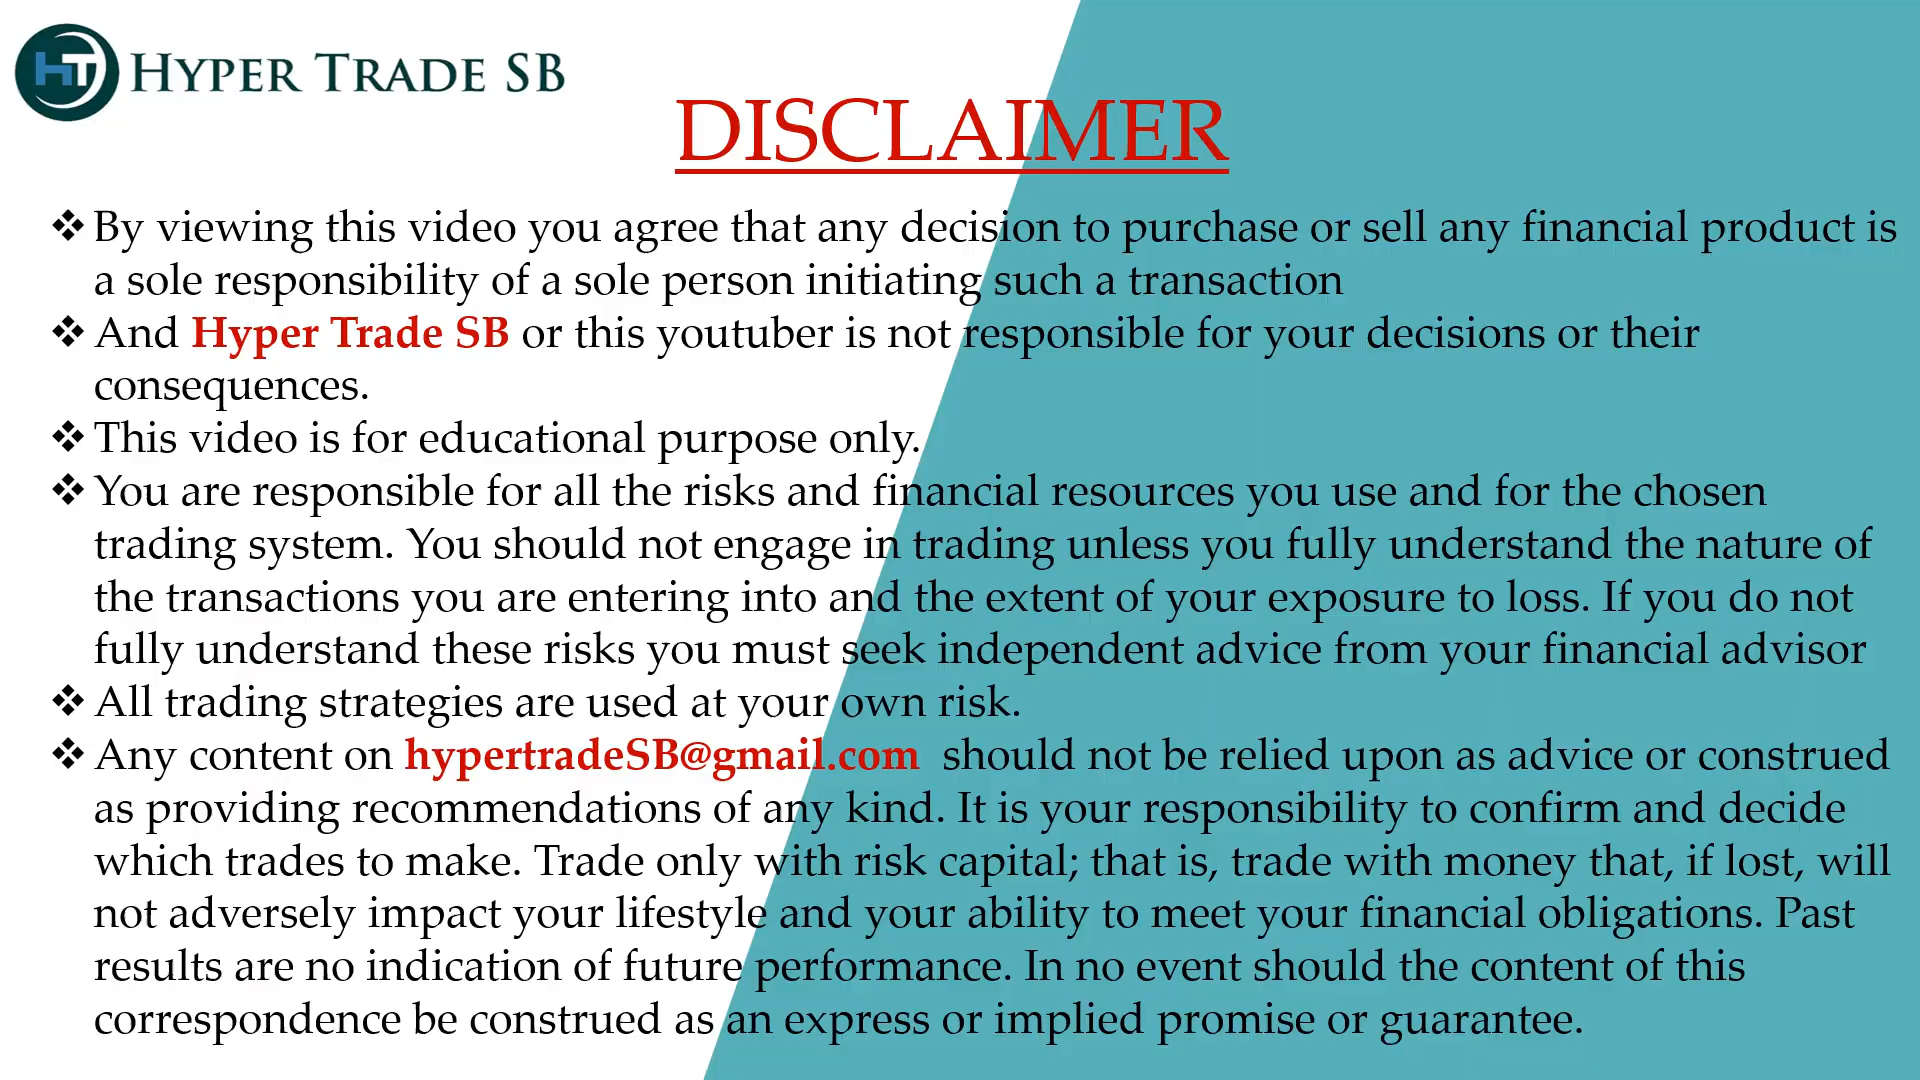 HT HYPER TRADE SB
DISCLAIMER
❖ By viewing this video you agree that any decision to purchase or sell any financial product is
a sole responsibility of a sole person initiating such a transaction
❖ And Hyper Trade SB or this youtuber is not responsible for your decisions or their
consequences.
❖ This video is for educational purpose only.
❖ You are responsible for all the risks and financial resources you use and for the chosen
trading system. You should not engage in trading unless you fully understand the nature of
the transactions you are entering into and the extent of your exposure to loss. If you do not
fully understand these risks you must seek independent advice from your financial advisor
❖ All trading strategies are used at your own risk.
❖ Any content on hypertradeSB@gmail.com should not be relied upon as advice or construed
as providing recommendations of any kind. It is your responsibility to confirm and decide
which trades to make. Trade only with risk capital; that is, trade with money that, if lost, will
not adversely impact your lifestyle and your ability to meet your financial obligations. Past
results are no indication of future performance. In no event should the content of this
correspondence be construed as an express or implied promise or guarantee.